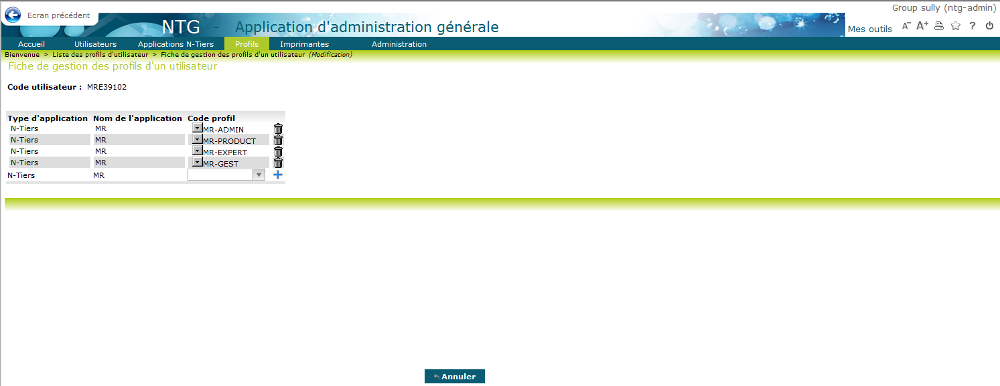 Group sully (ntg-admin)
Ecran précédent
NTG - Application d'administration générale
Mes outils A- A+ ?
Accueil Utilisateurs Applications N-Tiers Profils Imprimantes Administration
Bienvenue > Liste des profils d'utilisateur > Fiche de gestion des profils d'un utilisateur (Modification)
Fiche de gestion des profils d'un utilisateur
Code utilisateur : MRE39102
Type d'application Nom de l'application Code profil
N-Tiers MR MR-ADMIN
N-Tiers MR MR-PRODUCT
N-Tiers MR MR-EXPERT
N-Tiers MR MR-GEST
N-Tiers MR
Annuler